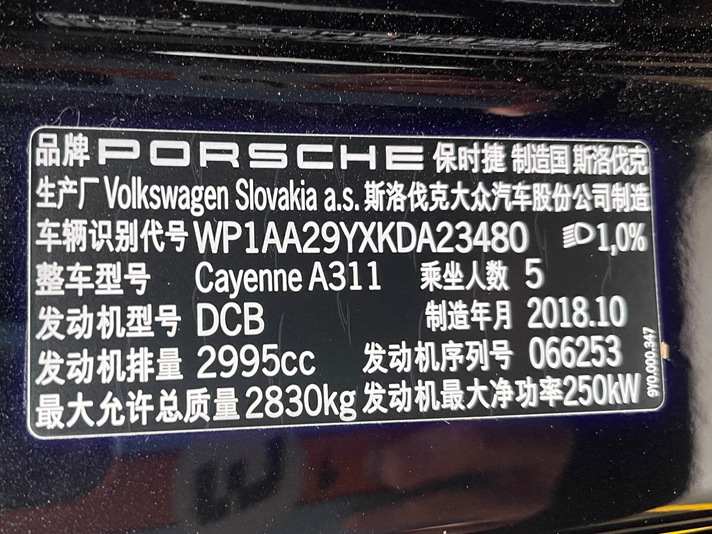 品牌 PORSCHE 保时捷 制造国 斯洛伐克
生产厂 Volkswagen Slovakia a.s. 斯洛伐克大众汽车股份公司制造
车辆识别代号 WP1AA29YXKDA23480 1,0%
整车型号 Cayenne A311 乘坐人数 5
发动机型号 DCB 制造年月 2018.10
发动机排量 2995cc 发动机序列号 066253
最大允许总质量 2830kg 发动机最大净功率 250kW
9Y0.000.347